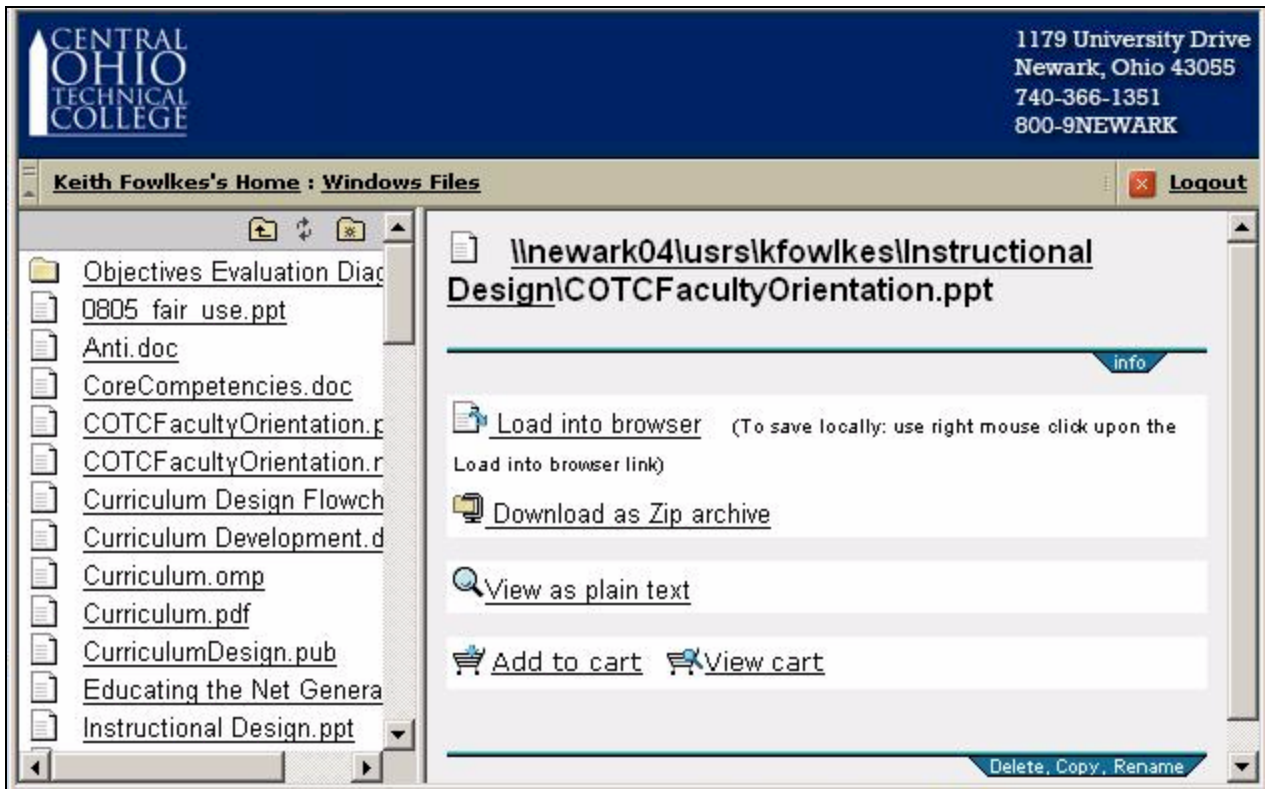 CENTRAL
OHIO
TECHNICAL
COLLEGE
1179 University Drive
Newark, Ohio 43055
740-366-1351
800-9NEWARK
Keith Fowlkes's Home : Windows Files
Logout
Objectives Evaluation Diag
0805_fair_use.ppt
Anti.doc
CoreCompetencies.doc
COTCFacultyOrientation.p
COTCFacultyOrientation.r
Curriculum Design Flowch
Curriculum Development.d
Curriculum.omp
Curriculum.pdf
CurriculumDesign.pub
Educating the Net Genera
Instructional Design.ppt
\\newark04\usrs\kfowlkes\Instructional
Design\COTCFacultyOrientation.ppt
info
Load into browser (To save locally: use right mouse click upon the
Load into browser link)
Download as Zip archive
View as plain text
Add to cart View cart
Delete, Copy, Rename